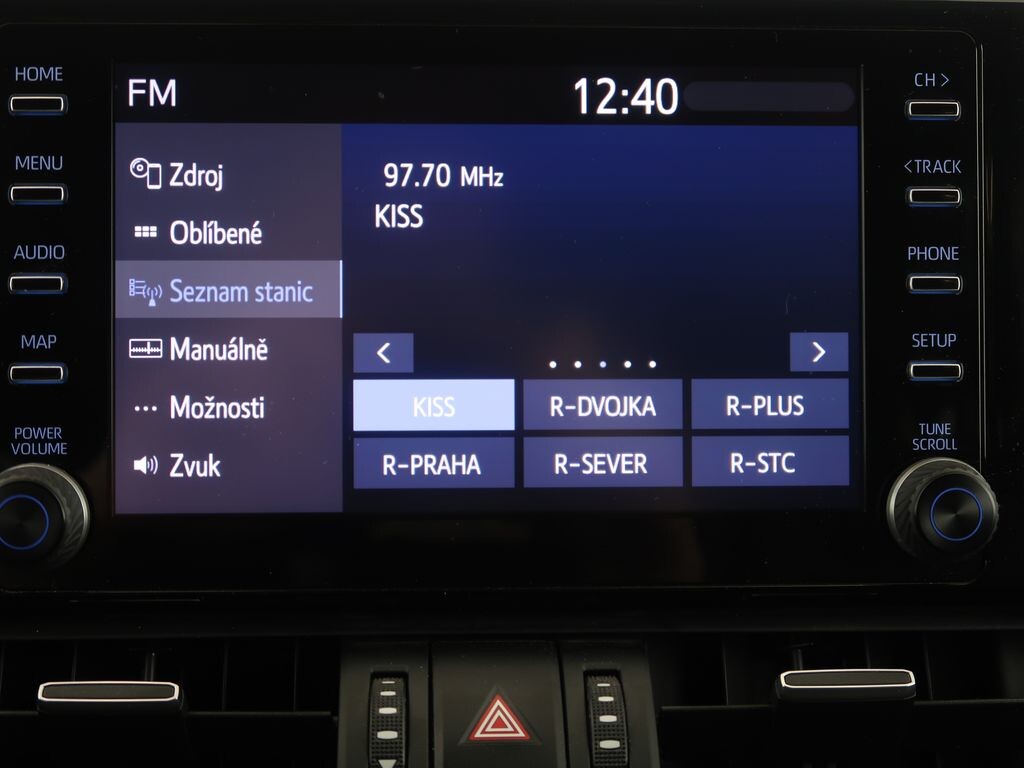 HOME
MENU
AUDIO
MAP
POWER
VOLUME
FM
12:40
Zdroj
Oblíbené
Seznam stanic
Manuálně
Možnosti
Zvuk
97.70 MHz
KISS
KISS
R-DVOJKA
R-PLUS
R-PRAHA
R-SEVER
R-STC
CH >
< TRACK
PHONE
SETUP
TUNE
SCROLL